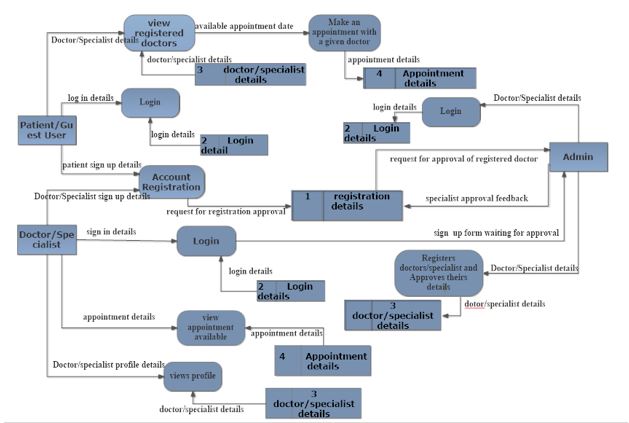 view
registered
doctors
available appointment date
Make an
appointment with
a given doctor
Doctor/Specialist details
doctor/specialist details
3 doctor/specialist
details
appointment details
4 Appointment
details
log in details
Login
login details
2 Login
detail
Patient/Gu
est User
patient sign up details
Account
Registration
Doctor/Specialist sign up details
request for registration approval
1 registration
details
login details
Login
2 Login
details
Doctor/Specialist details
Admin
request for approval of registered doctor
specialist approval feedback
Doctor/Spe
cialist
sign in details
Login
sign up form waiting for approval
login details
2 Login
details
Registers
doctors/specialist and
Approves theirs
details
Doctor/Specialist details
dotor/specialist details
3
doctor/specialist
details
appointment details
view
appointment
available
appointment details
4 Appointment
details
Doctor/specialist profile details
views profile
doctor/specialist details
3
doctor/specialist
details